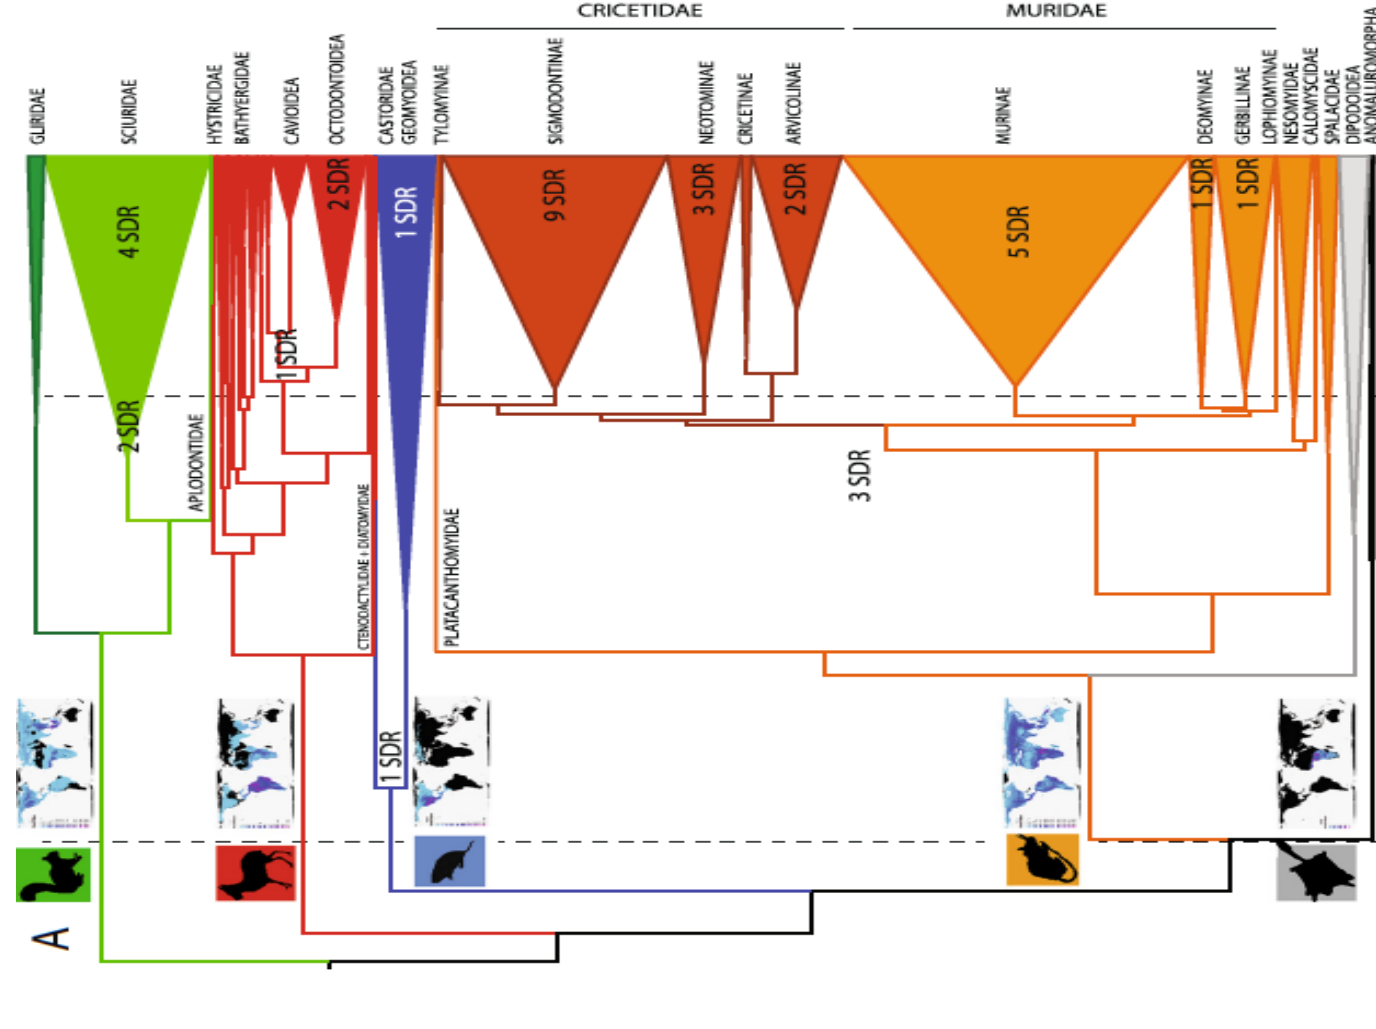 CRICETIDAE
MURIDAE
GLIRIDAE
SCIURIDAE
HYSTRICIDAE
BATHYERGIDAE
CAVIOIDEA
OCTODONTOIDEA
CASTORIDAE
GEOMYOIDEA
TYLOMYINAE
SIGMODONTINAE
NEOTOMINAE
CRICETINAE
ARVICOLINAE
MURINAE
DEOMYINAE
GERBILLINAE
LOPHIOMYINAE
NESOMYIDAE
CALOMYSCIDAE
SPALACIDAE
DIPODOIDEA
ANOMALUROMORPHA
4 SDR
2 SDR
1 SDR
9 SDR
3 SDR
2 SDR
5 SDR
1 SDR
1 SDR
1 SDR
2 SDR
3 SDR
APLODONTIDAE
CTENODACTYLIDAE + DIATOMYIDAE
PLATACANTHOMYIDAE
1 SDR
A